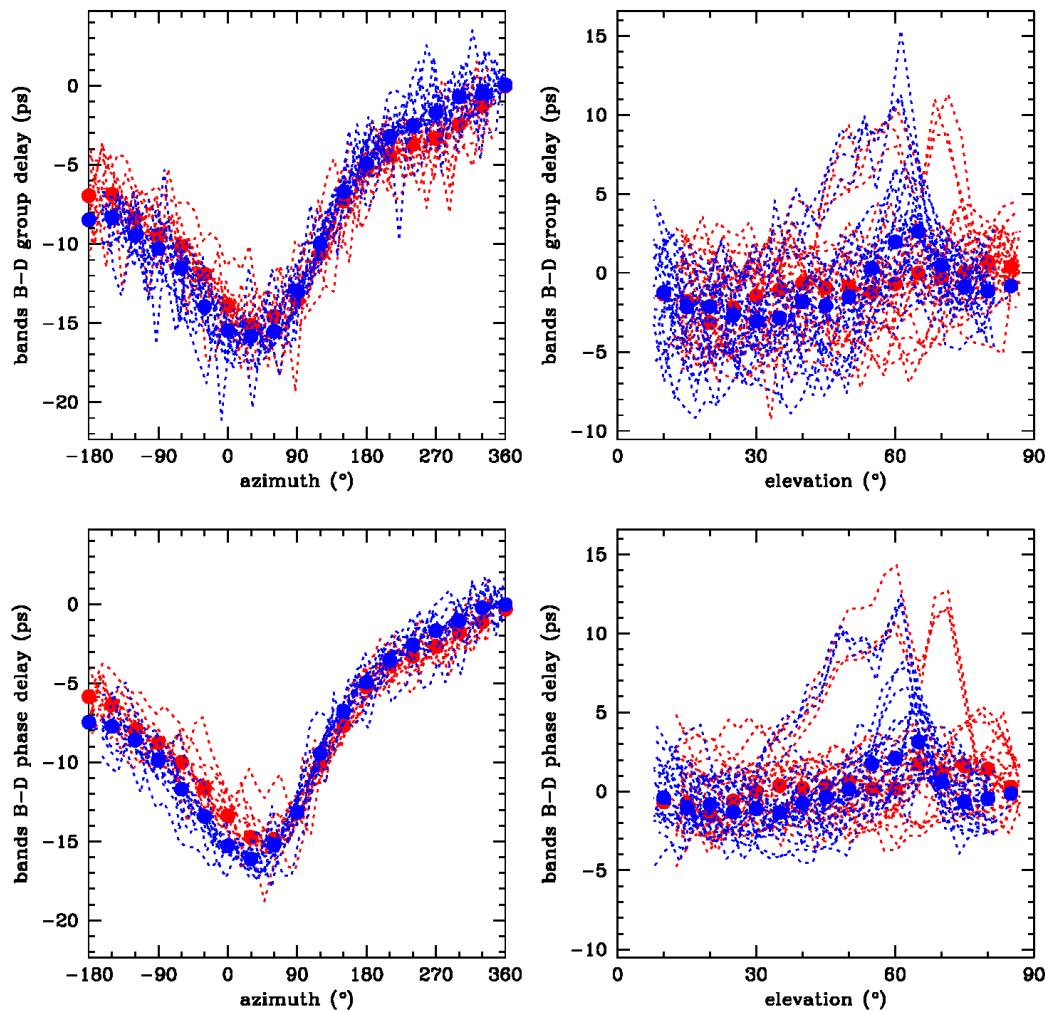 bands B−D group delay (ps)
0
−5
−10
−15
−20
−180 −90 0 90 180 270 360
azimuth (°)
bands B−D group delay (ps)
15
10
5
0
−5
−10
0 30 60 90
elevation (°)
bands B−D phase delay (ps)
0
−5
−10
−15
−20
−180 −90 0 90 180 270 360
azimuth (°)
bands B−D phase delay (ps)
15
10
5
0
−5
−10
0 30 60 90
elevation (°)